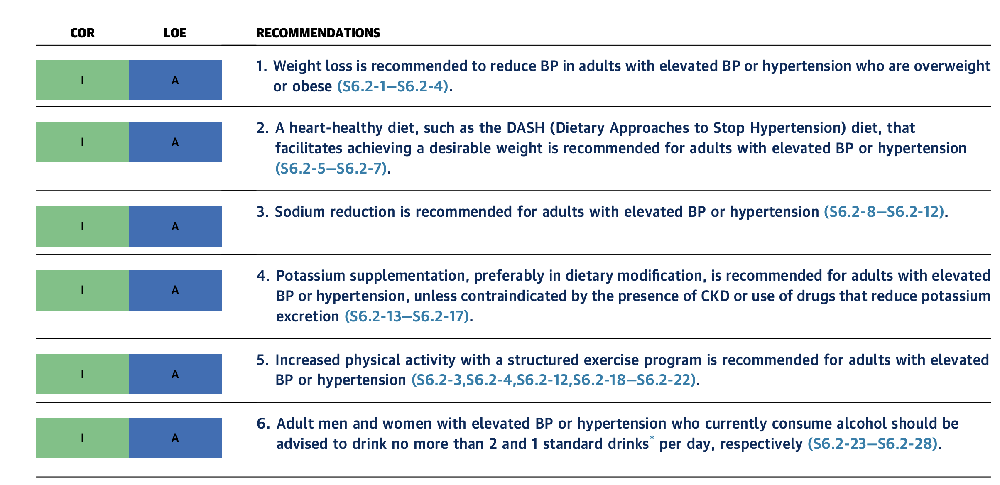 COR LOE RECOMMENDATIONS
I A 1. Weight loss is recommended to reduce BP in adults with elevated BP or hypertension who are overweight
or obese (S6.2-1—S6.2-4).
I A 2. A heart-healthy diet, such as the DASH (Dietary Approaches to Stop Hypertension) diet, that
facilitates achieving a desirable weight is recommended for adults with elevated BP or hypertension
(S6.2-5—S6.2-7).
I A 3. Sodium reduction is recommended for adults with elevated BP or hypertension (S6.2-8—S6.2-12).
I A 4. Potassium supplementation, preferably in dietary modification, is recommended for adults with elevated
BP or hypertension, unless contraindicated by the presence of CKD or use of drugs that reduce potassium
excretion (S6.2-13—S6.2-17).
I A 5. Increased physical activity with a structured exercise program is recommended for adults with elevated
BP or hypertension (S6.2-3,S6.2-4,S6.2-12,S6.2-18—S6.2-22).
I A 6. Adult men and women with elevated BP or hypertension who currently consume alcohol should be
advised to drink no more than 2 and 1 standard drinks* per day, respectively (S6.2-23—S6.2-28).